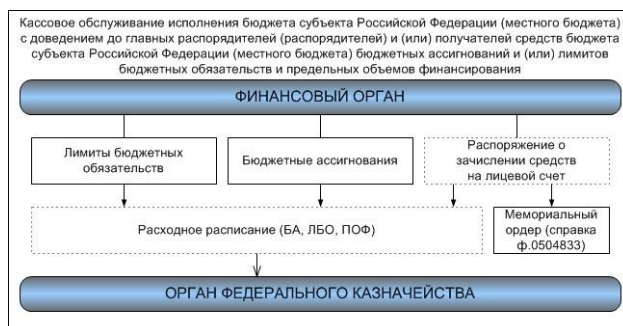 Кассовое обслуживание исполнения бюджета субъекта Российской Федерации (местного бюджета)
с доведением до главных распорядителей (распорядителей) и (или) получателей средств бюджета
субъекта Российской Федерации (местного бюджета) бюджетных ассигнований и (или) лимитов
бюджетных обязательств и предельных объемов финансирования
ФИНАНСОВЫЙ ОРГАН
Лимиты бюджетных
обязательств
Бюджетные ассигнования
Распоряжение о
зачислении средств
на лицевой счет
Расходное расписание (БА, ЛБО, ПОФ)
Мемориальный
ордер (справка
ф.0504833)
ОРГАН ФЕДЕРАЛЬНОГО КАЗНАЧЕЙСТВА